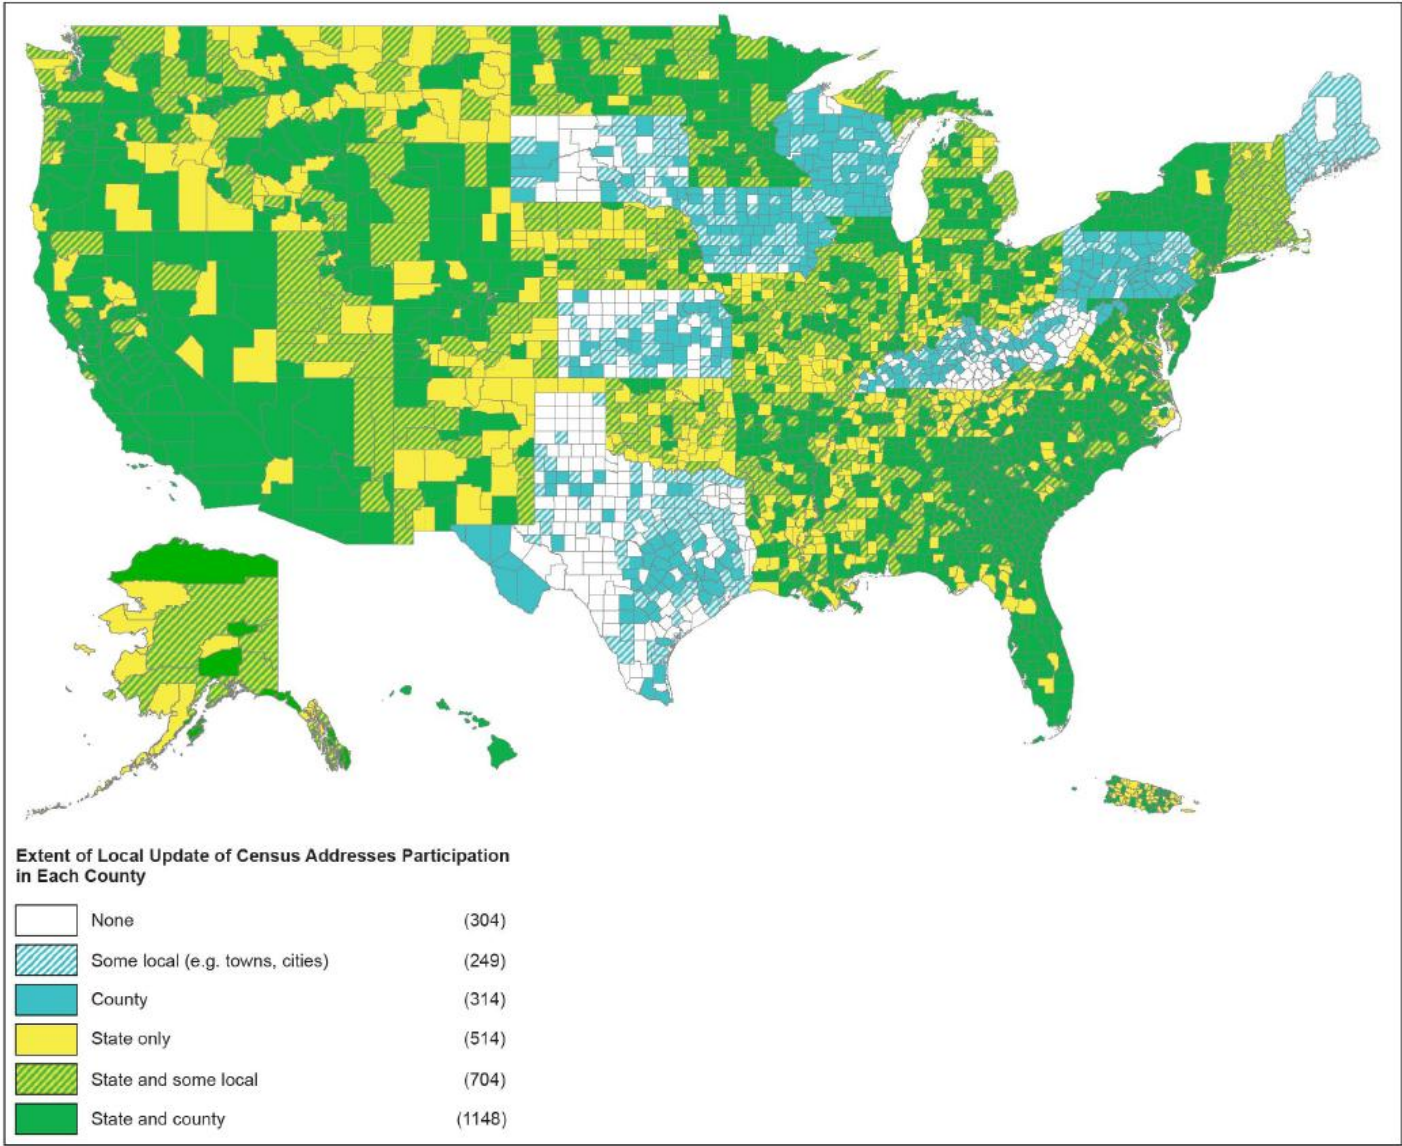 Extent of Local Update of Census Addresses Participation
in Each County
None (304)
Some local (e.g. towns, cities) (249)
County (314)
State only (514)
State and some local (704)
State and county (1148)